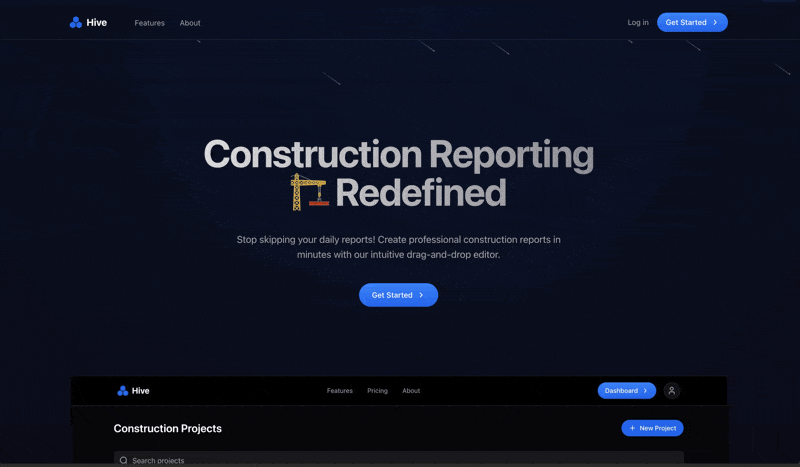 Hive Features About Log in Get Started
Construction Reporting
Redefined
Stop skipping your daily reports! Create professional construction reports in
minutes with our intuitive drag-and-drop editor.
Get Started
Hive Features Pricing About Dashboard
Construction Projects New Project
Search projects